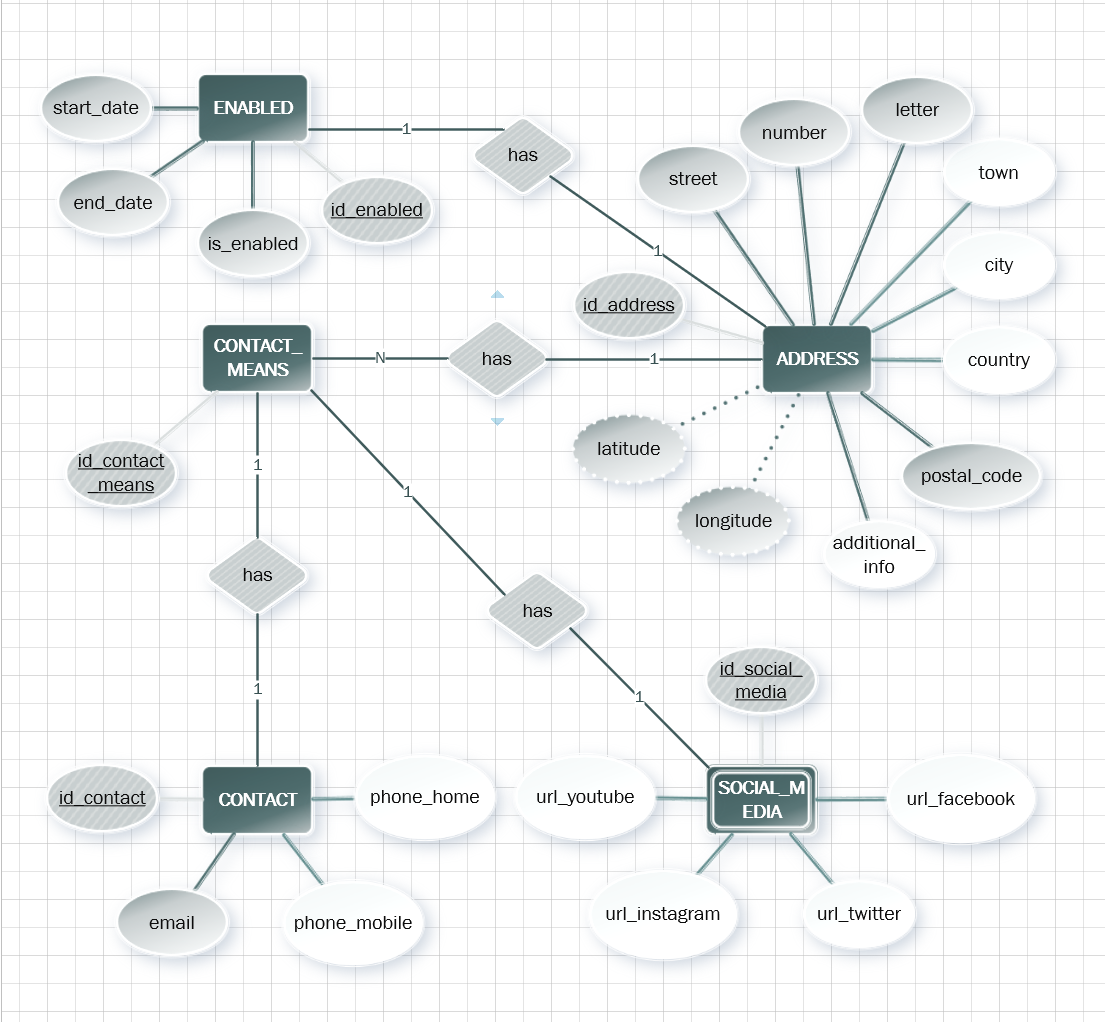 start_date
ENABLED
1
has
end_date
is_enabled
id_enabled
street
number
letter
town
city
country
postal_code
additional_
info
1
id_address
ADDRESS
latitude
longitude
CONTACT_
MEANS
N
has
1
id_contact
_means
1
1
has
has
1
1
id_social_
media
id_contact
CONTACT
phone_home
email
phone_mobile
url_youtube
SOCIAL_M
EDIA
url_facebook
url_instagram
url_twitter